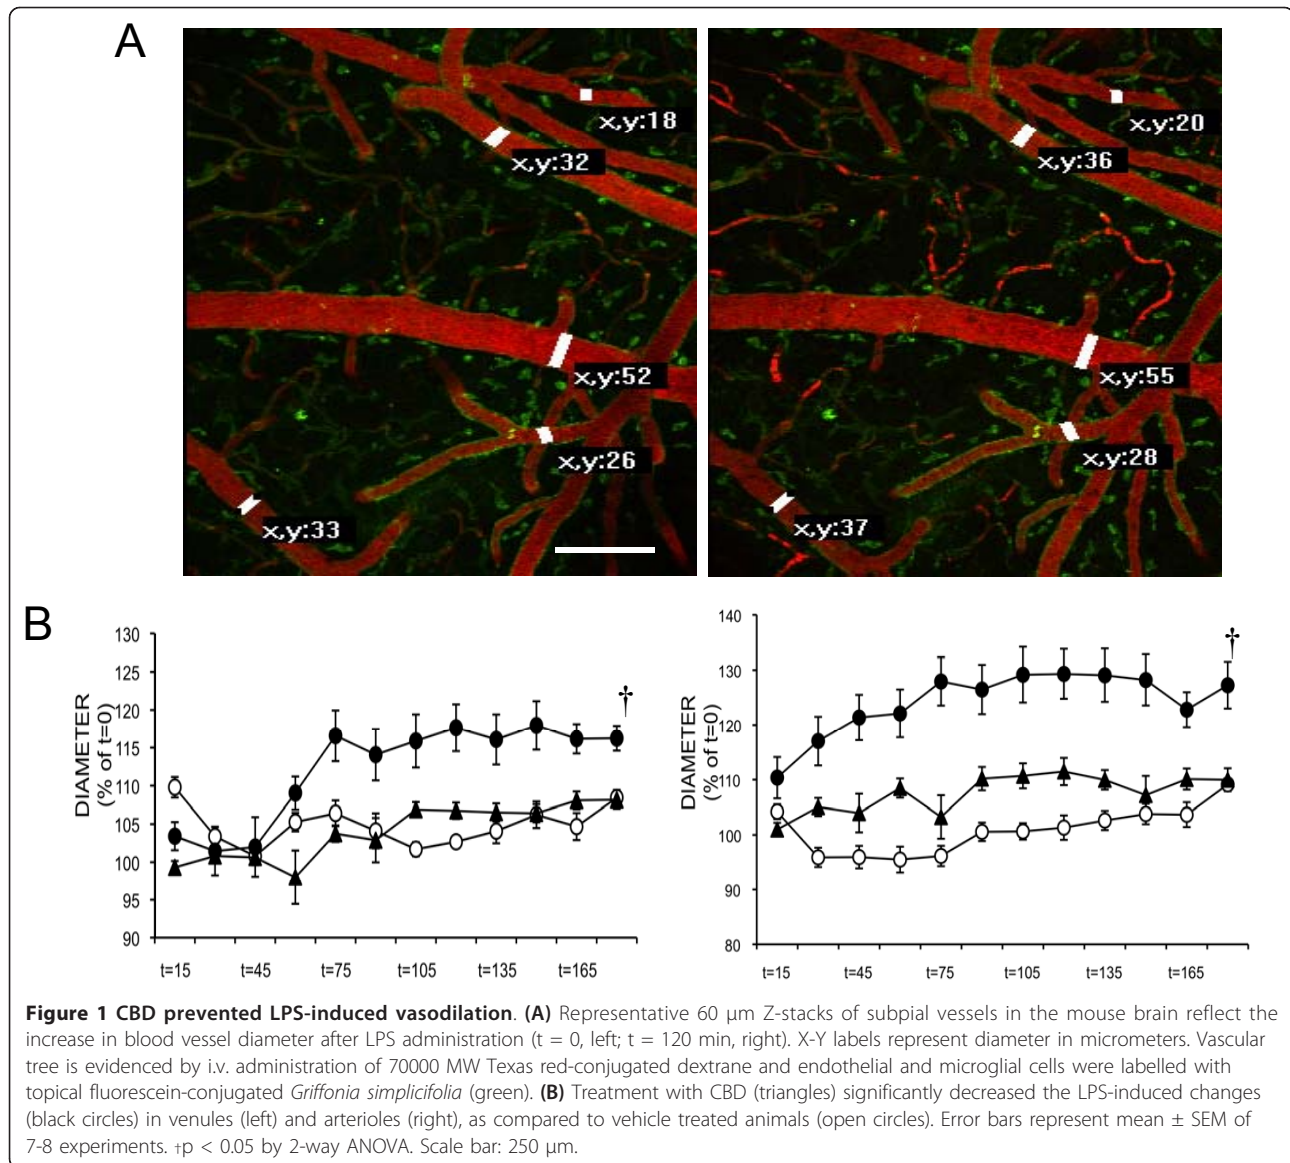 A
x,y:18
x,y:32
x,y:52
x,y:26
x,y:33
x,y:20
x,y:36
x,y:55
x,y:28
x,y:37
B
130
125
120
115
110
105
100
95
90
DIAMETER
(% of t=0)
†
t=15 t=45 t=75 t=105 t=135 t=165
140
130
120
110
100
90
80
DIAMETER
(% of t=0)
†
t=15 t=45 t=75 t=105 t=135 t=165
Figure 1 CBD prevented LPS-induced vasodilation. (A) Representative 60 μm Z-stacks of subpial vessels in the mouse brain reflect the
increase in blood vessel diameter after LPS administration (t = 0, left; t = 120 min, right). X-Y labels represent diameter in micrometers. Vascular
tree is evidenced by i.v. administration of 70000 MW Texas red-conjugated dextrane and endothelial and microglial cells were labelled with
topical fluorescein-conjugated Griffonia simplicifolia (green). (B) Treatment with CBD (triangles) significantly decreased the LPS-induced changes
(black circles) in venules (left) and arterioles (right), as compared to vehicle treated animals (open circles). Error bars represent mean ± SEM of
7-8 experiments. †p < 0.05 by 2-way ANOVA. Scale bar: 250 μm.